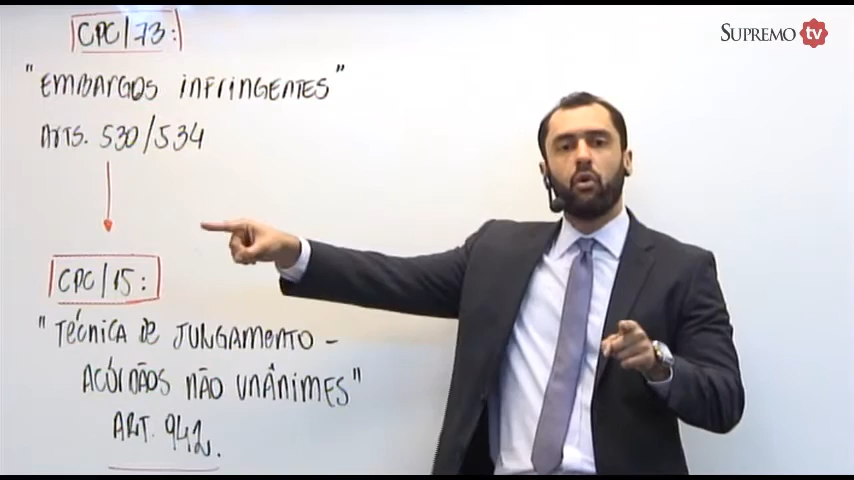 CPC/73:
SUPREMO tv
"EMBARGOS INFRINGENTES"
ARTS. 530/534
CPC/15:
"TÉCNICA DE JULGAMENTO -
ACÓRDÃOS NÃO UNÂNIMES"
ART. 942.